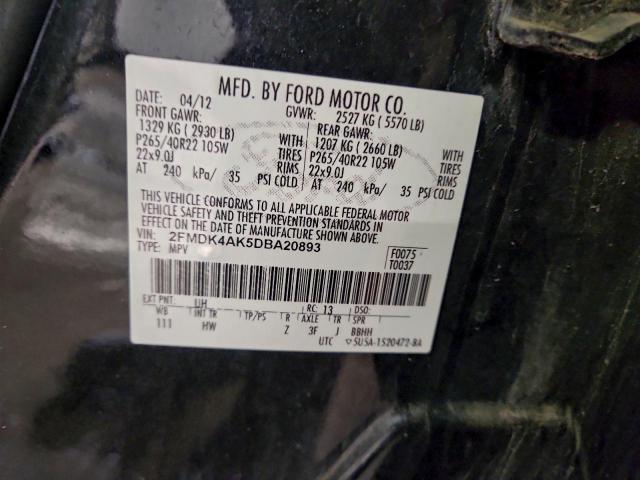 MFD. BY FORD MOTOR CO.
DATE: 04/12 GVWR: 2527 KG ( 5570 LB)
FRONT GAWR: REAR GAWR:
1329 KG ( 2930 LB) WITH 1207 KG ( 2660 LB) WITH
P265/40R22 105W TIRES P265/40R22 105W TIRES
22x9.0J RIMS 22x9.0J RIMS
AT 240 kPa/ 35 PSI COLD AT 240 kPa/ 35 PSI COLD
THIS VEHICLE CONFORMS TO ALL APPLICABLE FEDERAL MOTOR
VEHICLE SAFETY AND THEFT PREVENTION STANDARDS IN
EFFECT ON THE DATE OF MANUFACTURE SHOWN ABOVE.
VIN: 2FMDK4AK5DBA20893 F0075
TYPE: MPV T0037
EXT PNT: UH RC: 13 DSO:
WB INT TR TP/PS R AXLE TR SPR
111 HW Z 3F J BBHH
UTC 5U5A-1520472-BA